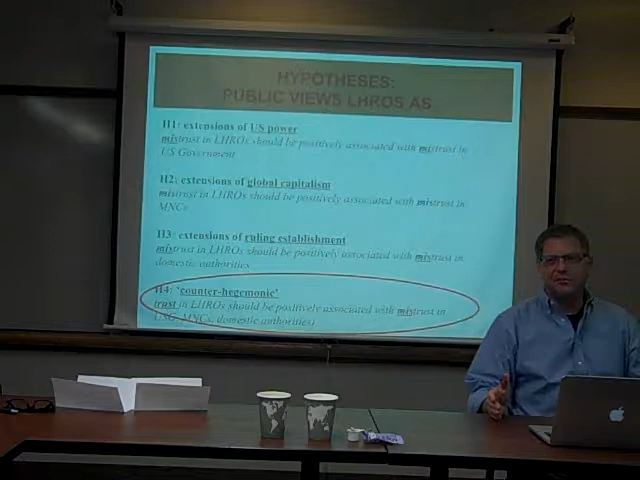 HYPOTHESES:
PUBLIC VIEWS LHROS AS
H1: extensions of US power
mistrust in LHROs should be positively associated with mistrust in
US Government
H2: extensions of global capitalism
mistrust in LHROs should be positively associated with mistrust in
MNCs
H3: extensions of ruling establishment
mistrust in LHROs should be positively associated with mistrust in
domestic authorities
H4: 'counter-hegemonic'
trust in LHROs should be positively associated with mistrust in
USG, MNCs, domestic authorities)